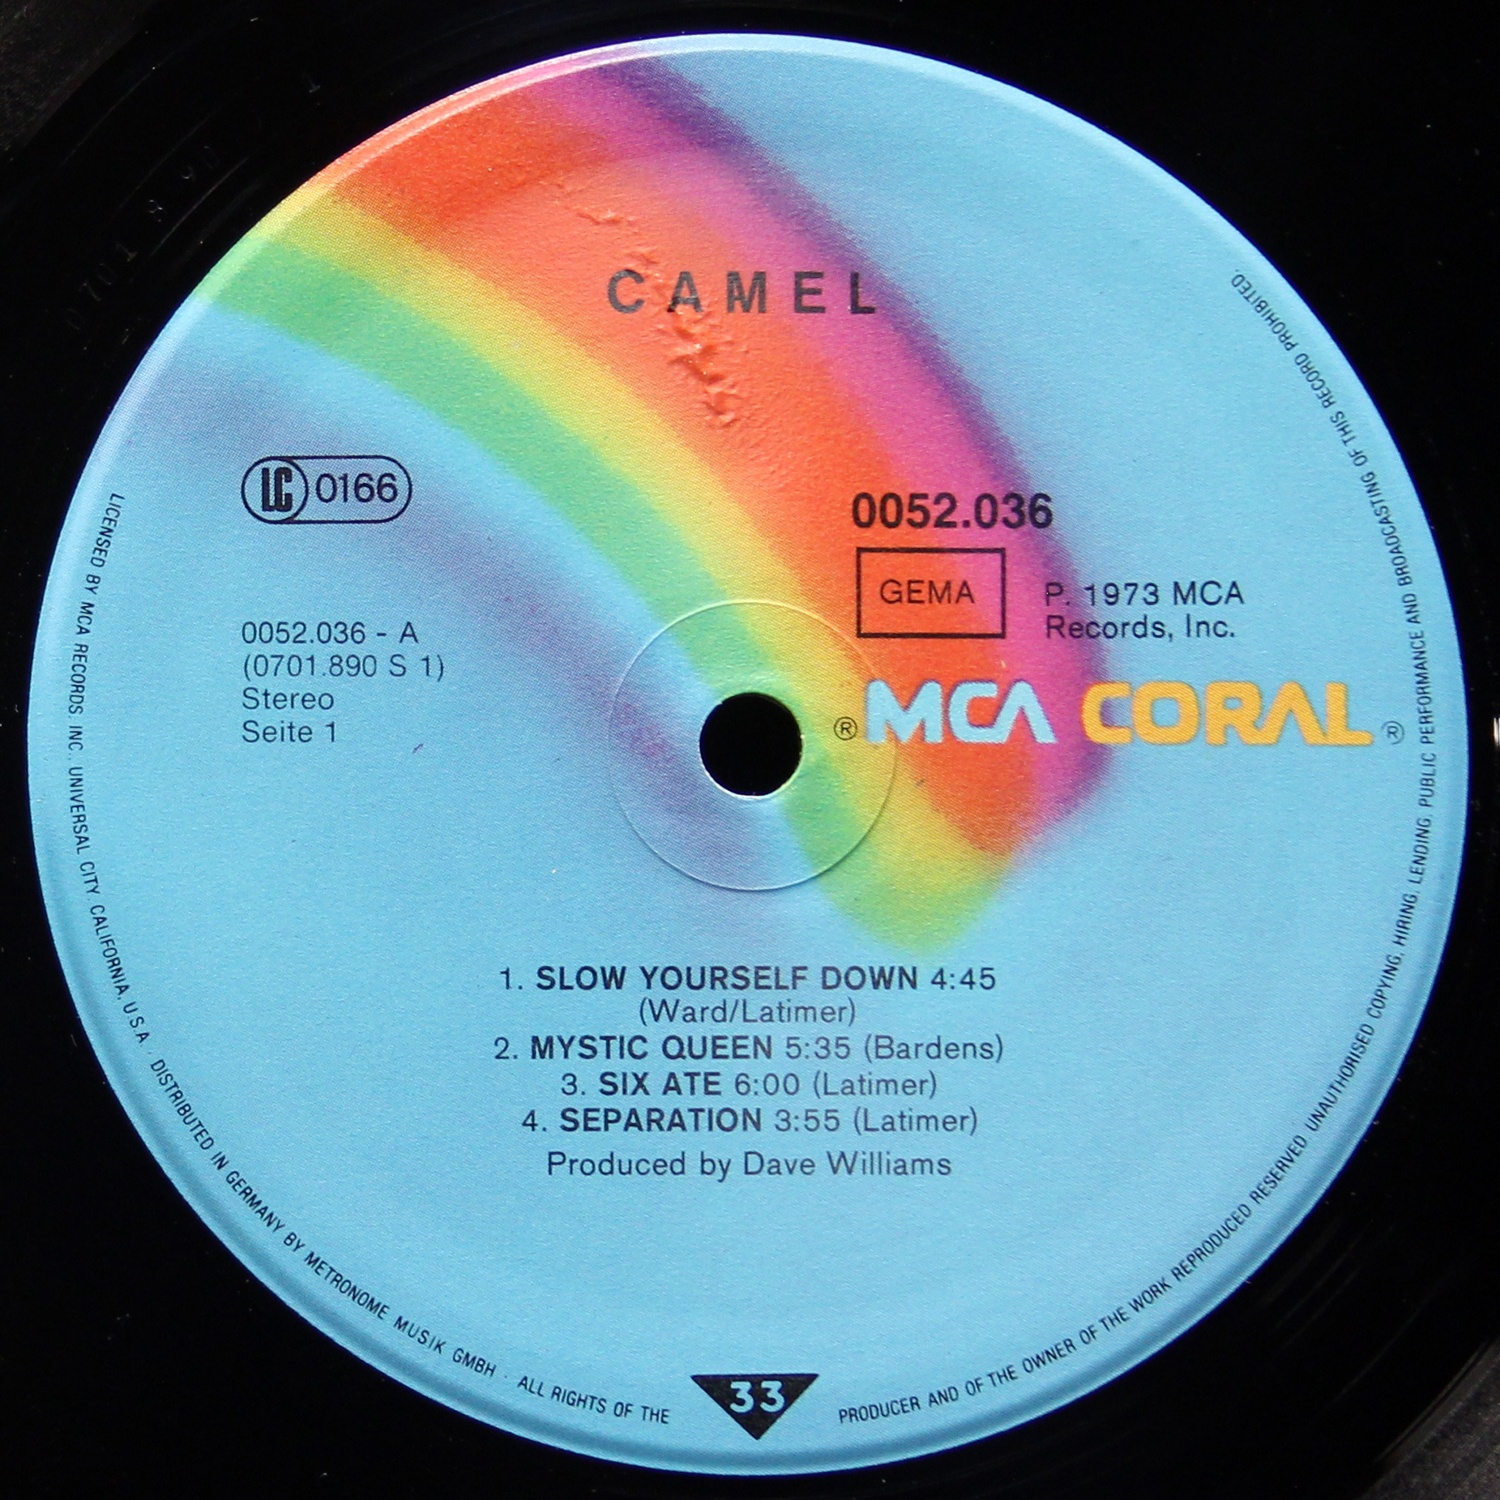 CAMEL
LC 0166
0052.036
GEMA
P. 1973 MCA
Records, Inc.
0052.036 - A
(0701.890 S 1)
Stereo
Seite 1
® MCA CORAL ®
1. SLOW YOURSELF DOWN 4:45
(Ward/Latimer)
2. MYSTIC QUEEN 5:35 (Bardens)
3. SIX ATE 6:00 (Latimer)
4. SEPARATION 3:55 (Latimer)
Produced by Dave Williams
33
LICENSED BY MCA RECORDS, INC. UNIVERSAL CITY, CALIFORNIA, U.S.A. · DISTRIBUTED IN GERMANY BY METRONOME MUSIK GMBH · ALL RIGHTS OF THE PRODUCER AND OF THE OWNER OF THE WORK REPRODUCED RESERVED UNAUTHORISED COPYING, HIRING, LENDING, PUBLIC PERFORMANCE AND BROADCASTING OF THIS RECORD PROHIBITED.